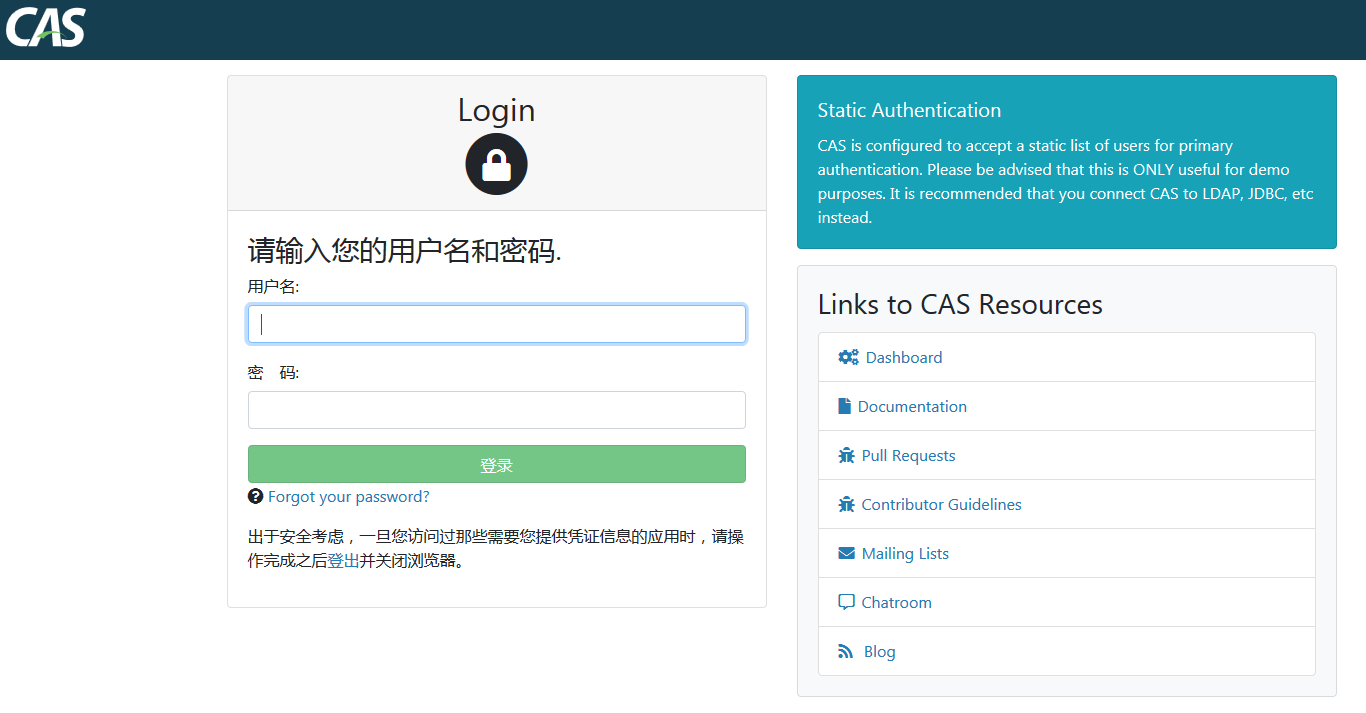 CAS
Login
请输入您的用户名和密码.
用户名:
密 码:
登录
Forgot your password?
出于安全考虑，一旦您访问过那些需要您提供凭证信息的应用时，请操
作完成之后登出并关闭浏览器。
Static Authentication
CAS is configured to accept a static list of users for primary
authentication. Please be advised that this is ONLY useful for demo
purposes. It is recommended that you connect CAS to LDAP, JDBC, etc
instead.
Links to CAS Resources
Dashboard
Documentation
Pull Requests
Contributor Guidelines
Mailing Lists
Chatroom
Blog